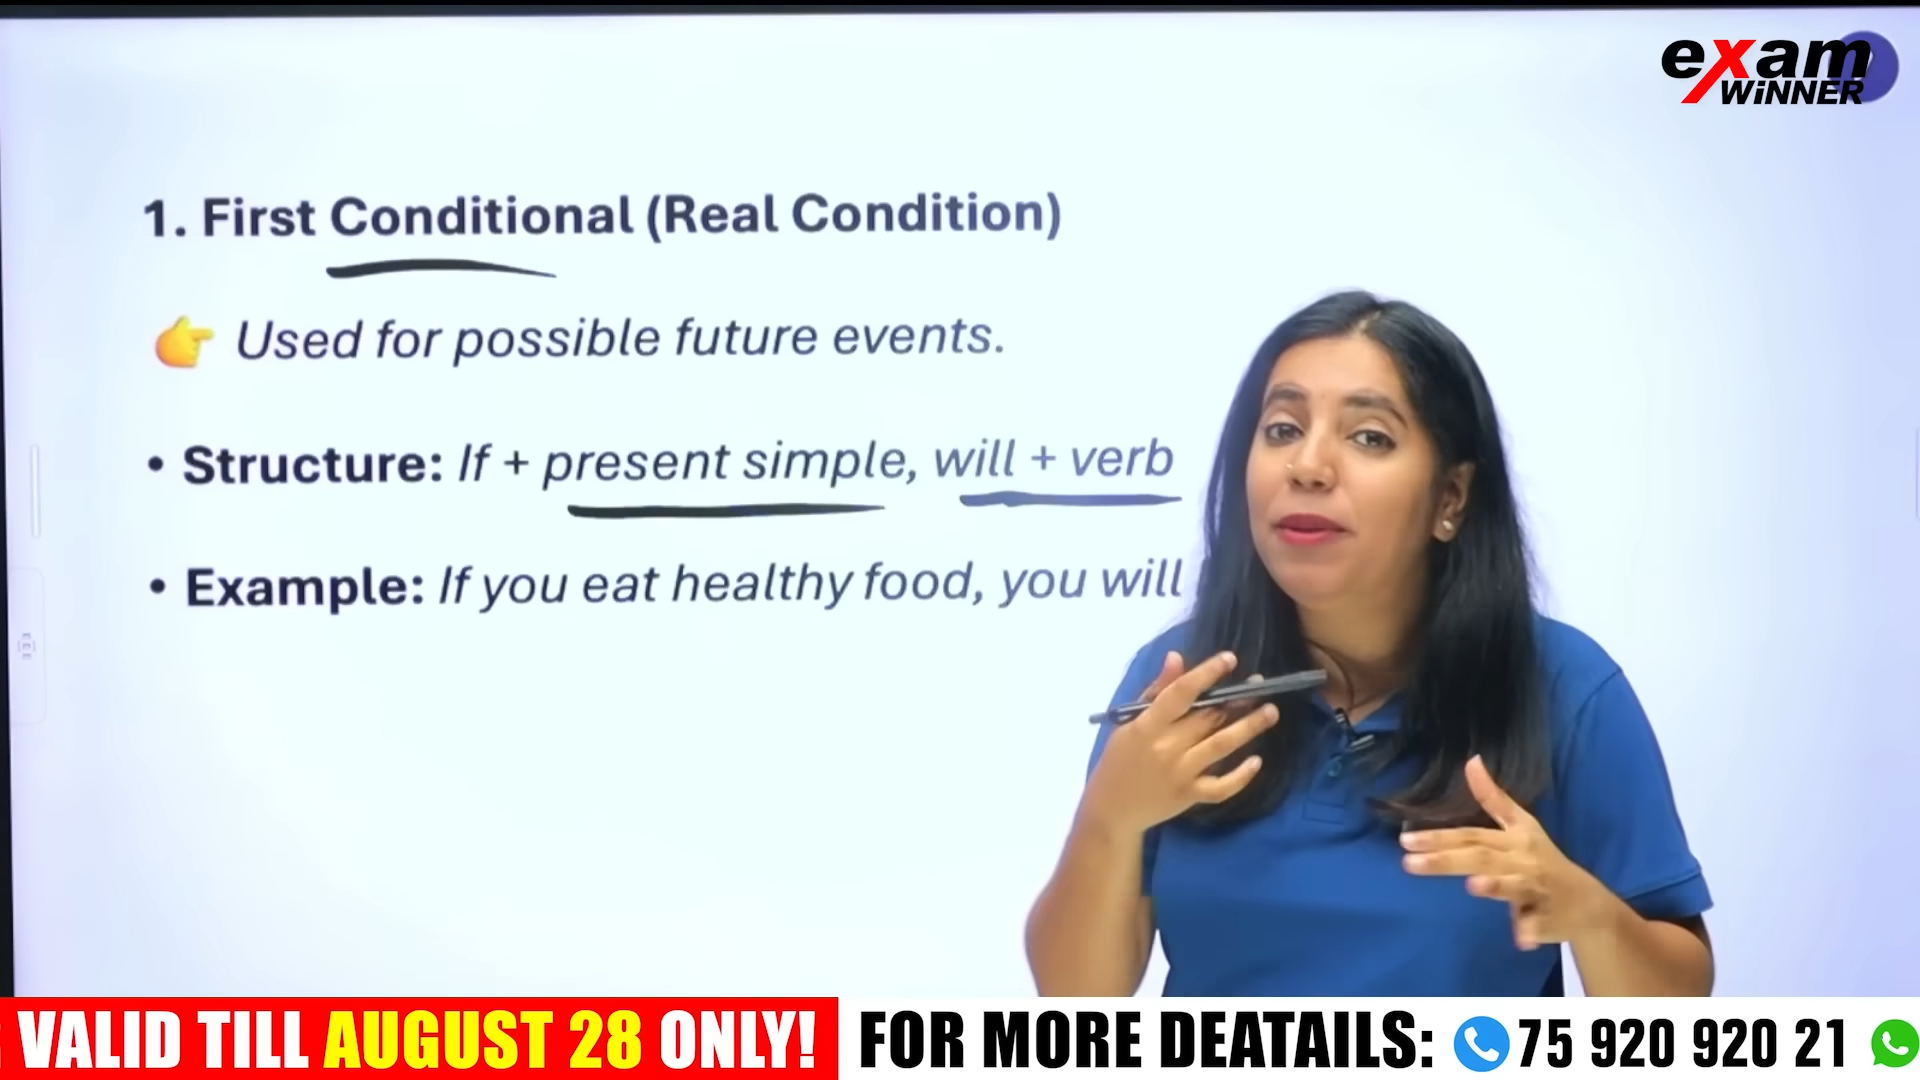 exam
WiNNER
1. First Conditional (Real Condition)
👉 Used for possible future events.
• Structure: If + present simple, will + verb
• Example: If you eat healthy food, you will
VALID TILL AUGUST 28 ONLY!
FOR MORE DEATAILS: 75 920 920 21